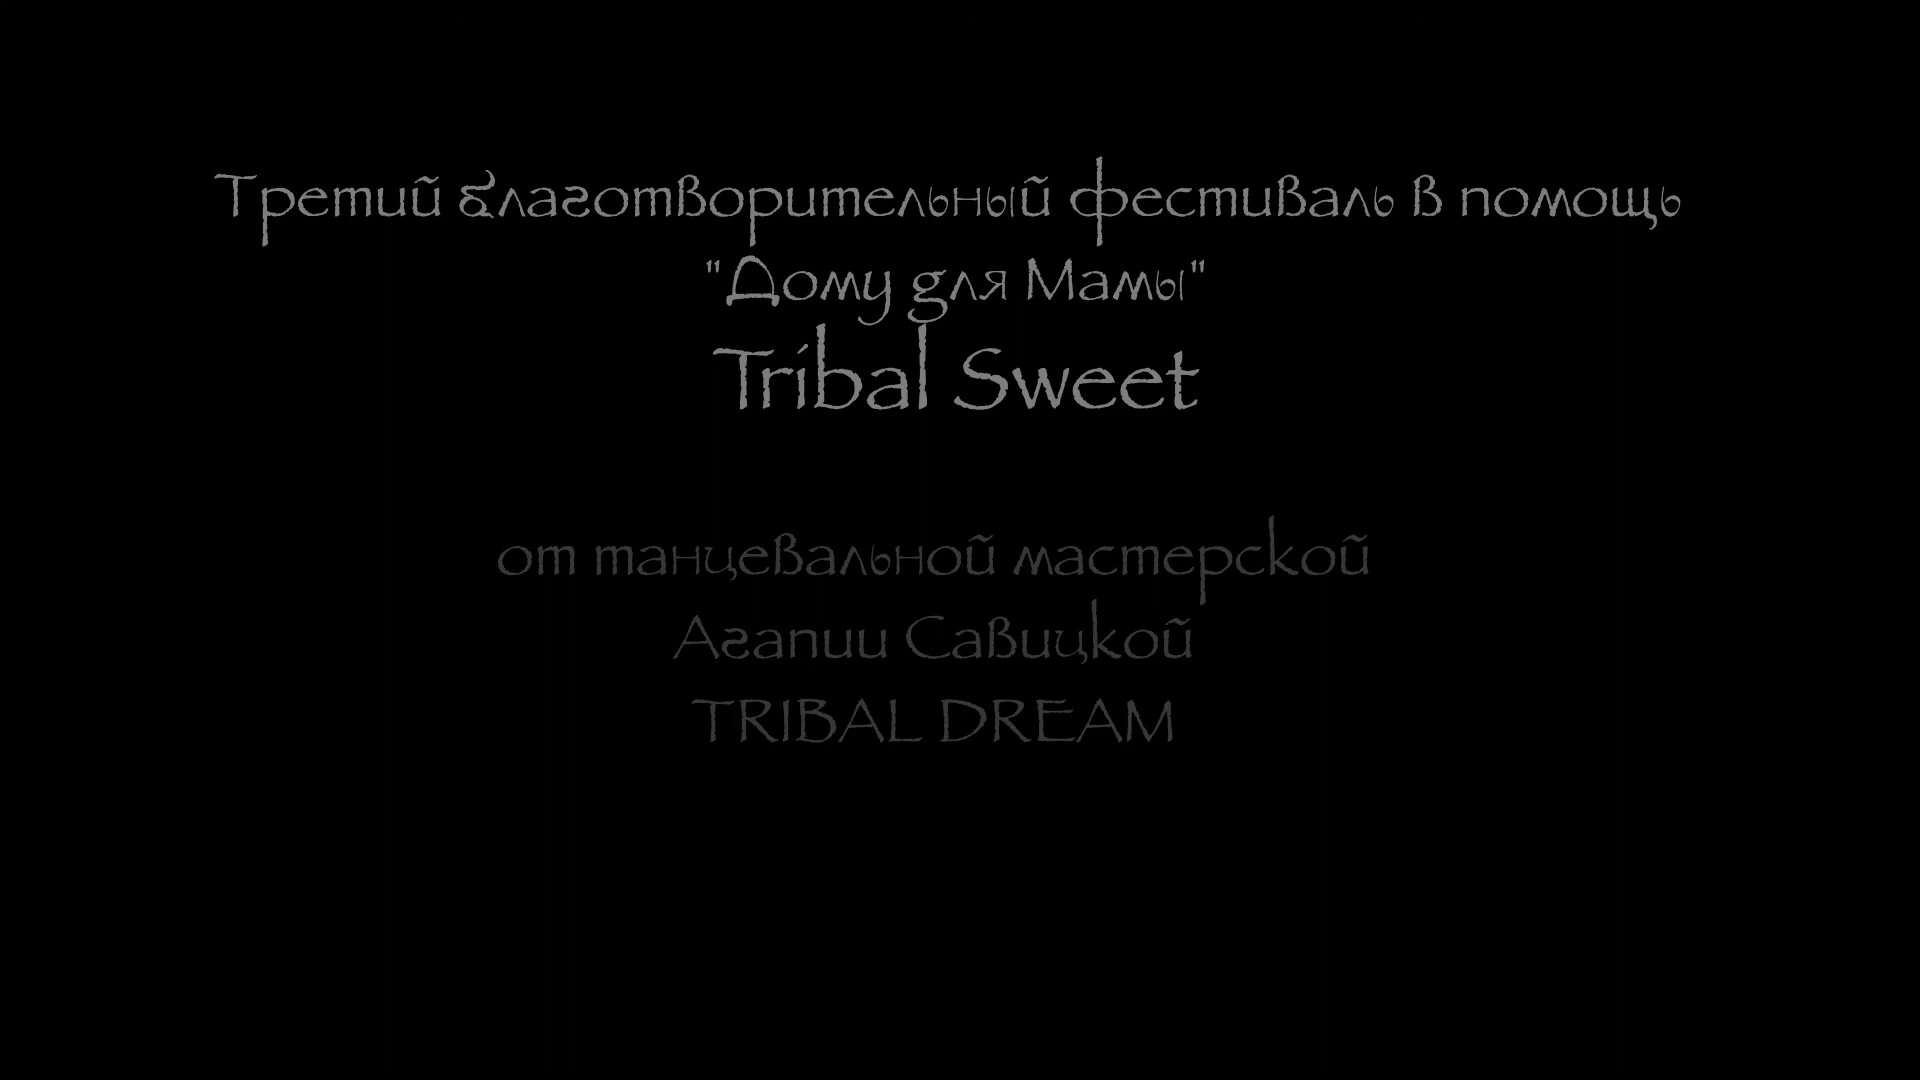 Третий благотворительный фестиваль в помощь
"Дому для Мамы"
Tribal Sweet
от танцевальной мастерской
Агапии Савицкой
TRIBAL DREAM